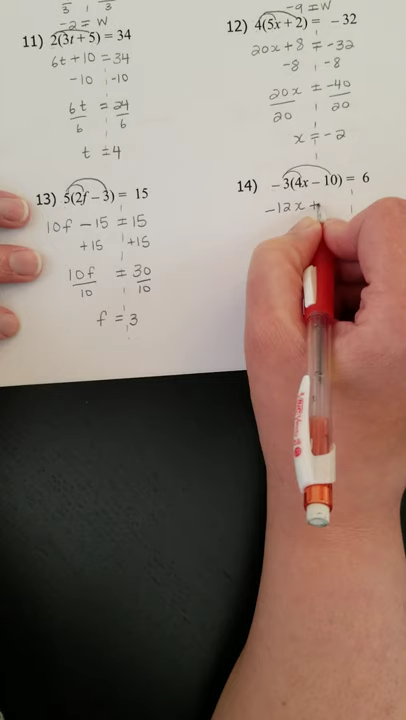 3 3
-2 = W
11) 2(3t + 5) = 34
6t + 10 = 34
-10 -10
6t = 24
6 6
t = 4
-9 = W
12) 4(5x + 2) = -32
20x + 8 = -32
-8 -8
20x = -40
20 20
x = -2
13) 5(2f - 3) = 15
10f - 15 = 15
+15 +15
10f = 30
10 10
f = 3
14) -3(4x - 10) = 6
-12x +